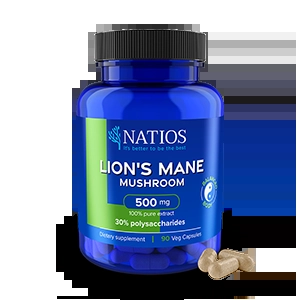 NATIOS
It's better to be the best
LION'S MANE
MUSHROOM
500 mg
100% pure extract
30% polysaccharides
Dietary supplement
90 Veg Capsules